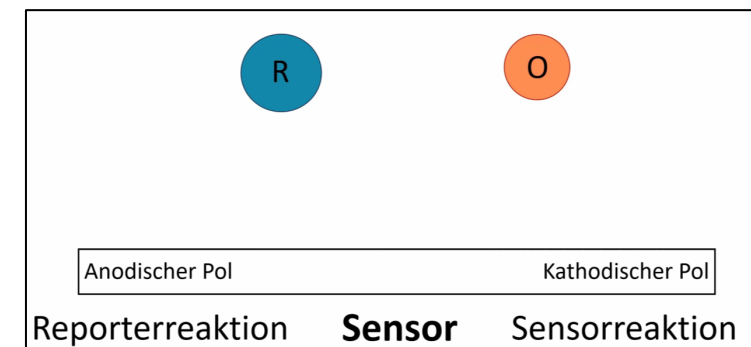 R O
Anodischer Pol Kathodischer Pol
Reporterreaktion Sensor Sensorreaktion